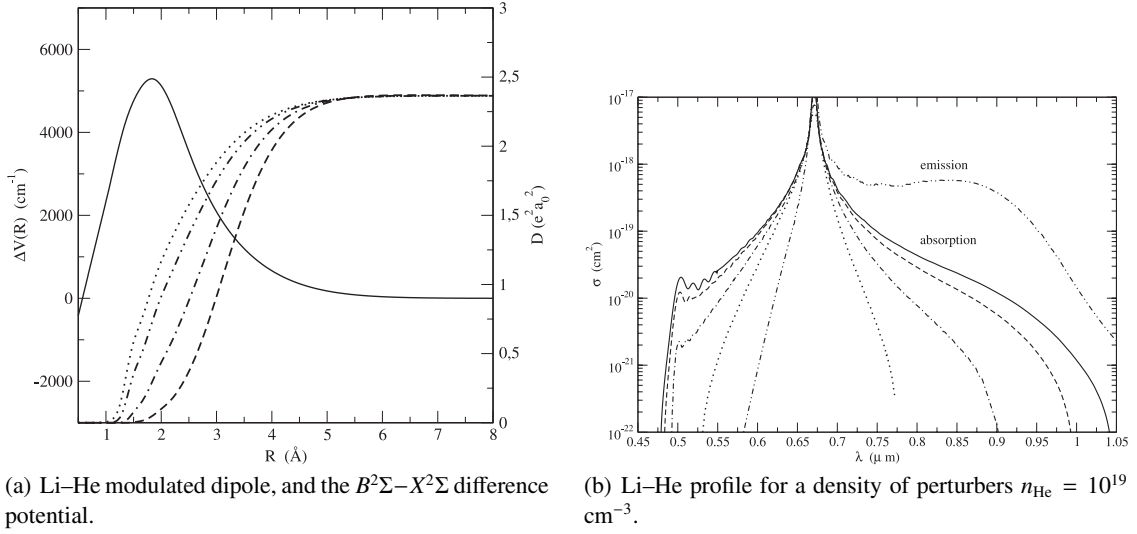 6000
4000
2000
0
-2000
ΔV(R) (cm⁻¹)
1 2 3 4 5 6 7 8
R (Å)
3
2,5
2
1,5
1
0,5
0
D (e² a₀²)
10⁻¹⁷
10⁻¹⁸
10⁻¹⁹
10⁻²⁰
10⁻²¹
10⁻²²
σ (cm²)
emission
absorption
0.45 0.5 0.55 0.6 0.65 0.7 0.75 0.8 0.85 0.9 0.95 1 1.05
λ (μ m)
(a) Li–He modulated dipole, and the B²Σ−X²Σ difference
potential.
(b) Li–He profile for a density of perturbers n_He = 10¹⁹
cm⁻³.